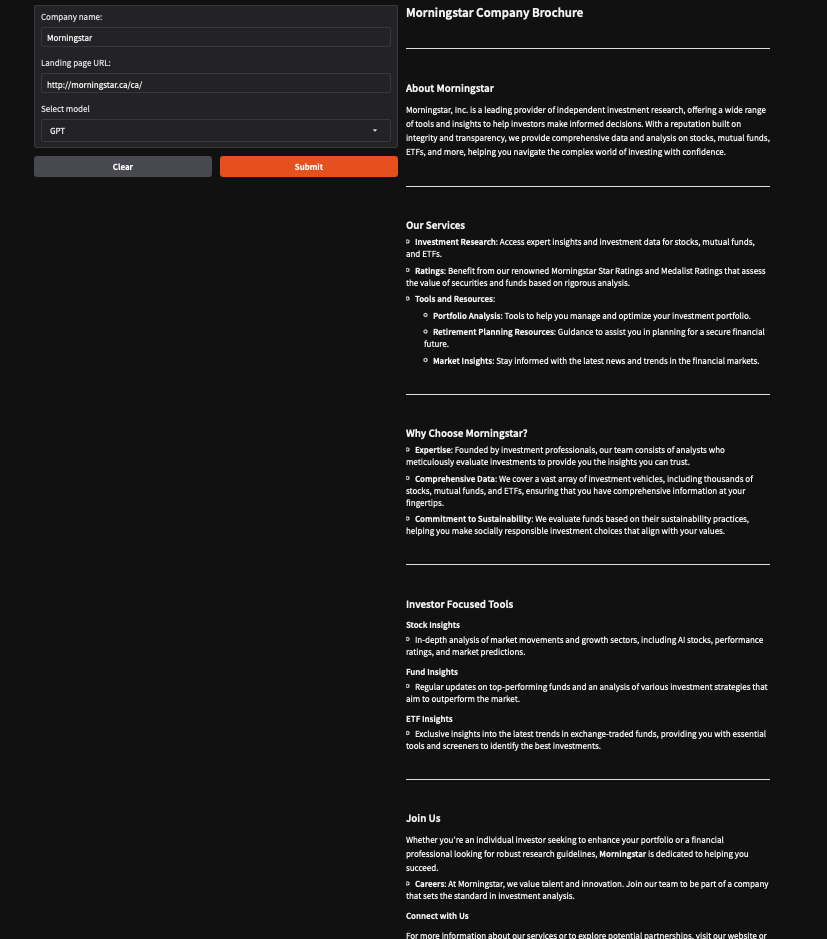 Company name:
Morningstar
Landing page URL:
http://morningstar.ca/ca/
Select model
GPT
Clear
Submit
Morningstar Company Brochure
About Morningstar
Morningstar, Inc. is a leading provider of independent investment research, offering a wide range
of tools and insights to help investors make informed decisions. With a reputation built on
integrity and transparency, we provide comprehensive data and analysis on stocks, mutual funds,
ETFs, and more, helping you navigate the complex world of investing with confidence.
Our Services
Investment Research: Access expert insights and investment data for stocks, mutual funds,
and ETFs.
Ratings: Benefit from our renowned Morningstar Star Ratings and Medalist Ratings that assess
the value of securities and funds based on rigorous analysis.
Tools and Resources:
Portfolio Analysis: Tools to help you manage and optimize your investment portfolio.
Retirement Planning Resources: Guidance to assist you in planning for a secure financial
future.
Market Insights: Stay informed with the latest news and trends in the financial markets.
Why Choose Morningstar?
Expertise: Founded by investment professionals, our team consists of analysts who
meticulously evaluate investments to provide you the insights you can trust.
Comprehensive Data: We cover a vast array of investment vehicles, including thousands of
stocks, mutual funds, and ETFs, ensuring that you have comprehensive information at your
fingertips.
Commitment to Sustainability: We evaluate funds based on their sustainability practices,
helping you make socially responsible investment choices that align with your values.
Investor Focused Tools
Stock Insights
In-depth analysis of market movements and growth sectors, including AI stocks, performance
ratings, and market predictions.
Fund Insights
Regular updates on top-performing funds and an analysis of various investment strategies that
aim to outperform the market.
ETF Insights
Exclusive insights into the latest trends in exchange-traded funds, providing you with essential
tools and screeners to identify the best investments.
Join Us
Whether you're an individual investor seeking to enhance your portfolio or a financial
professional looking for robust research guidelines, Morningstar is dedicated to helping you
succeed.
Careers: At Morningstar, we value talent and innovation. Join our team to be part of a company
that sets the standard in investment analysis.
Connect with Us
For more information about our services or to explore potential partnerships, visit our website or